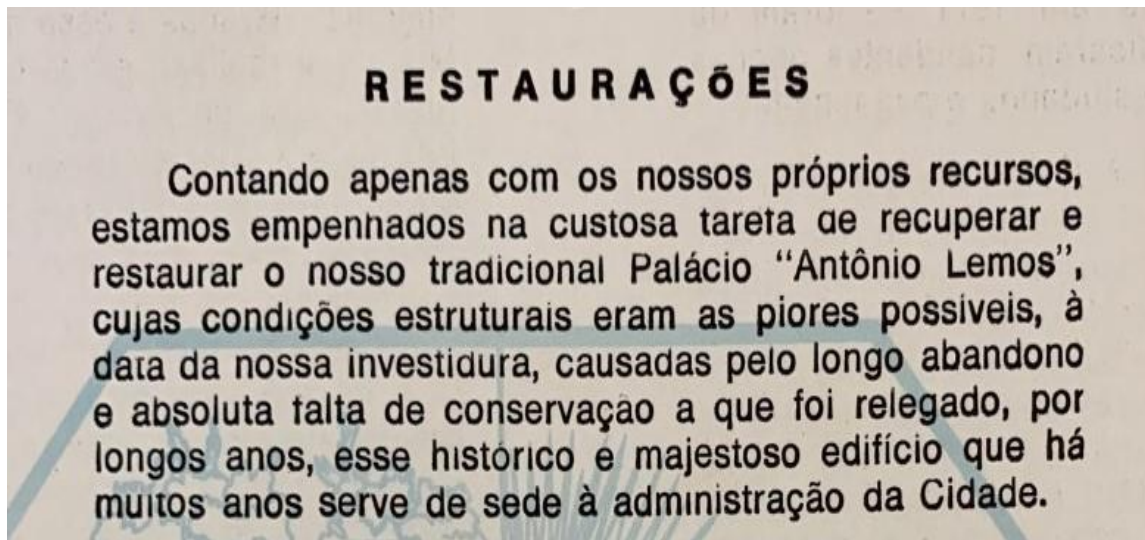 RESTAURAÇÕES
Contando apenas com os nossos próprios recursos,
estamos empenhados na custosa tarefa de recuperar e
restaurar o nosso tradicional Palácio “Antônio Lemos”,
cujas condições estruturais eram as piores possíveis, à
data da nossa investidura, causadas pelo longo abandono
e absoluta falta de conservação a que foi relegado, por
longos anos, esse histórico e majestoso edifício que há
muitos anos serve de sede à administração da Cidade.